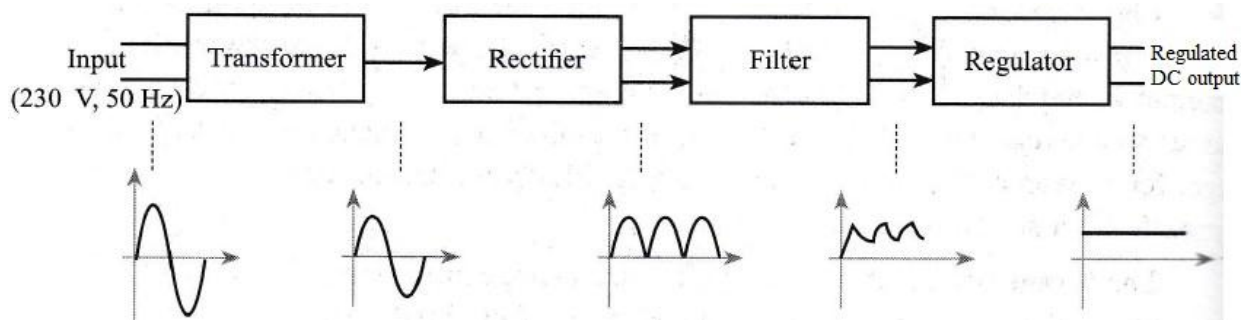 Input
(230 V, 50 Hz)
Transformer
Rectifier
Filter
Regulator
Regulated
DC output